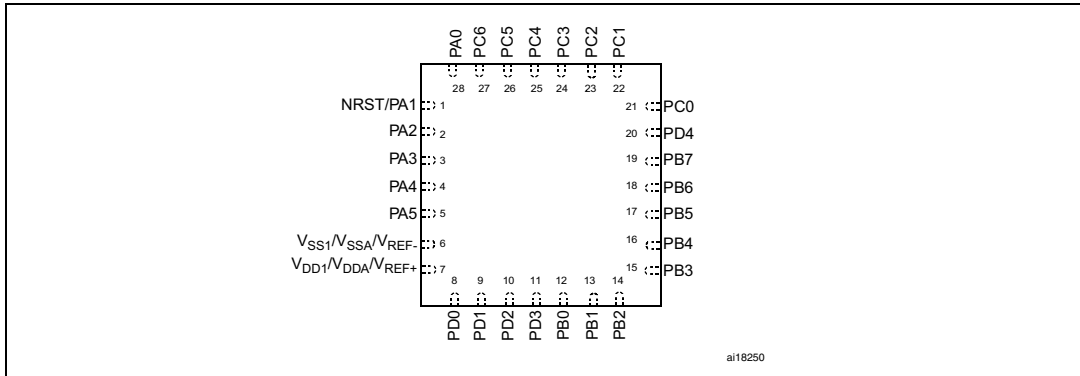 PA0 PC6 PC5 PC4 PC3 PC2 PC1
28 27 26 25 24 23 22
NRST/PA1 1 21 PC0
PA2 2 20 PD4
PA3 3 19 PB7
PA4 4 18 PB6
PA5 5 17 PB5
VSS1/VSSA/VREF- 6 16 PB4
VDD1/VDDA/VREF+ 7 15 PB3
8 9 10 11 12 13 14
PD0 PD1 PD2 PD3 PB0 PB1 PB2
ai18250